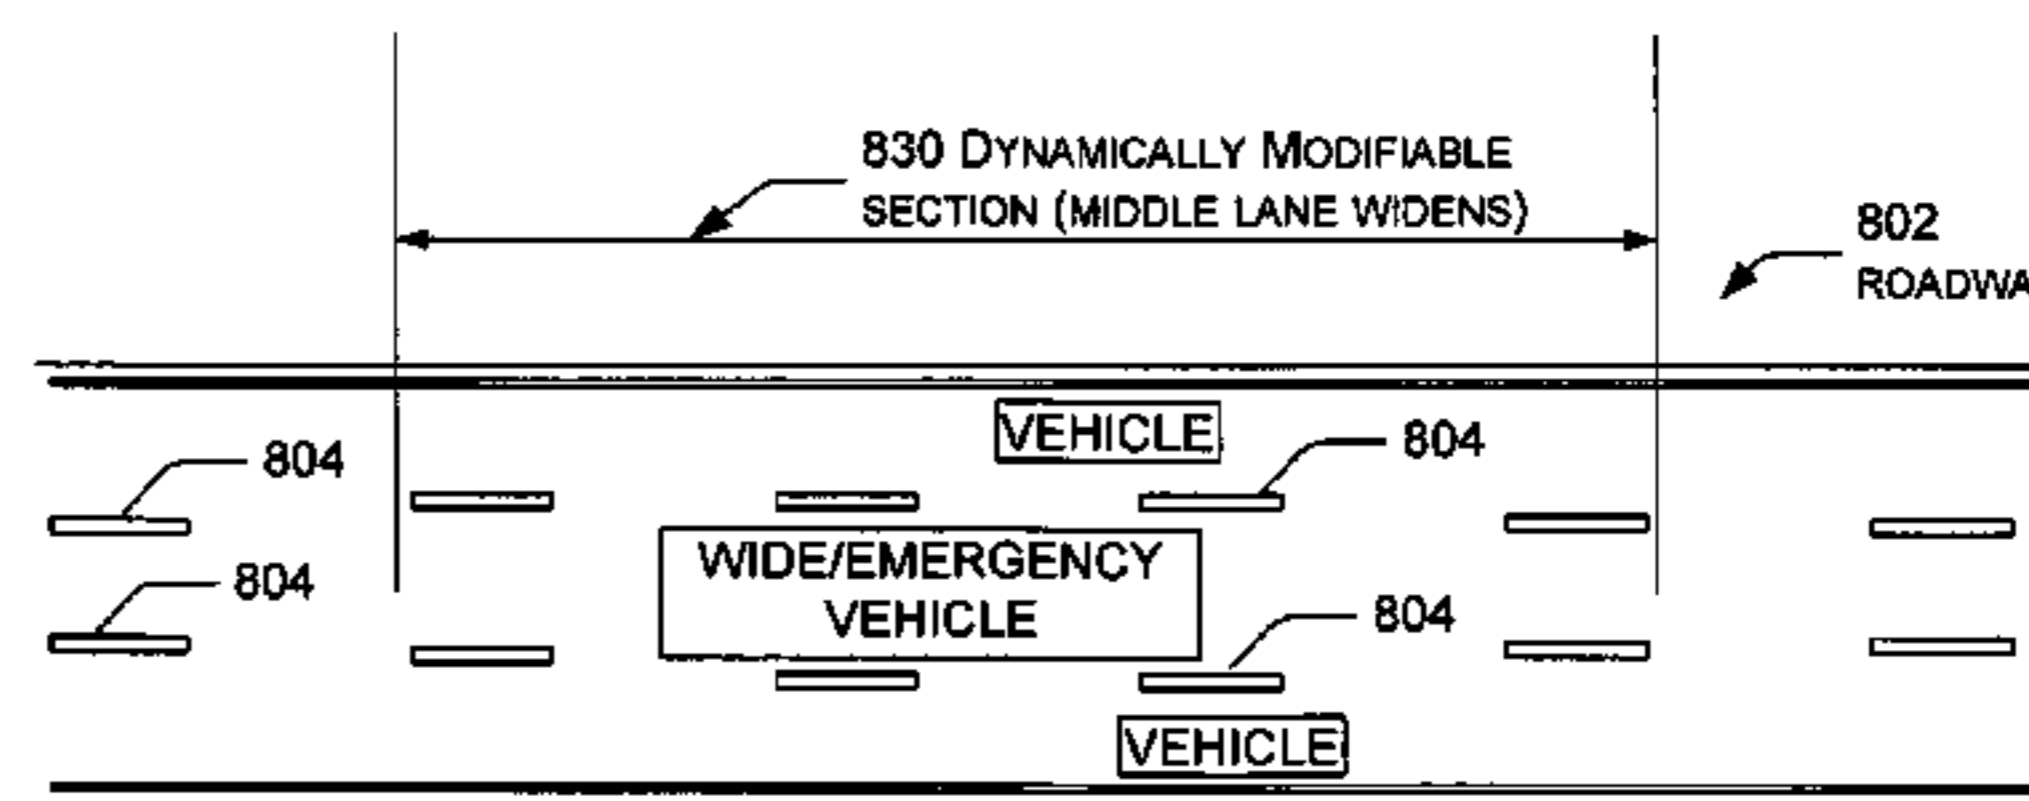 830 DYNAMICALLY MODIFIABLE
SECTION (MIDDLE LANE WIDENS)
802
ROADWA
VEHICLE
804
804
WIDE/EMERGENCY
VEHICLE
804
804
VEHICLE